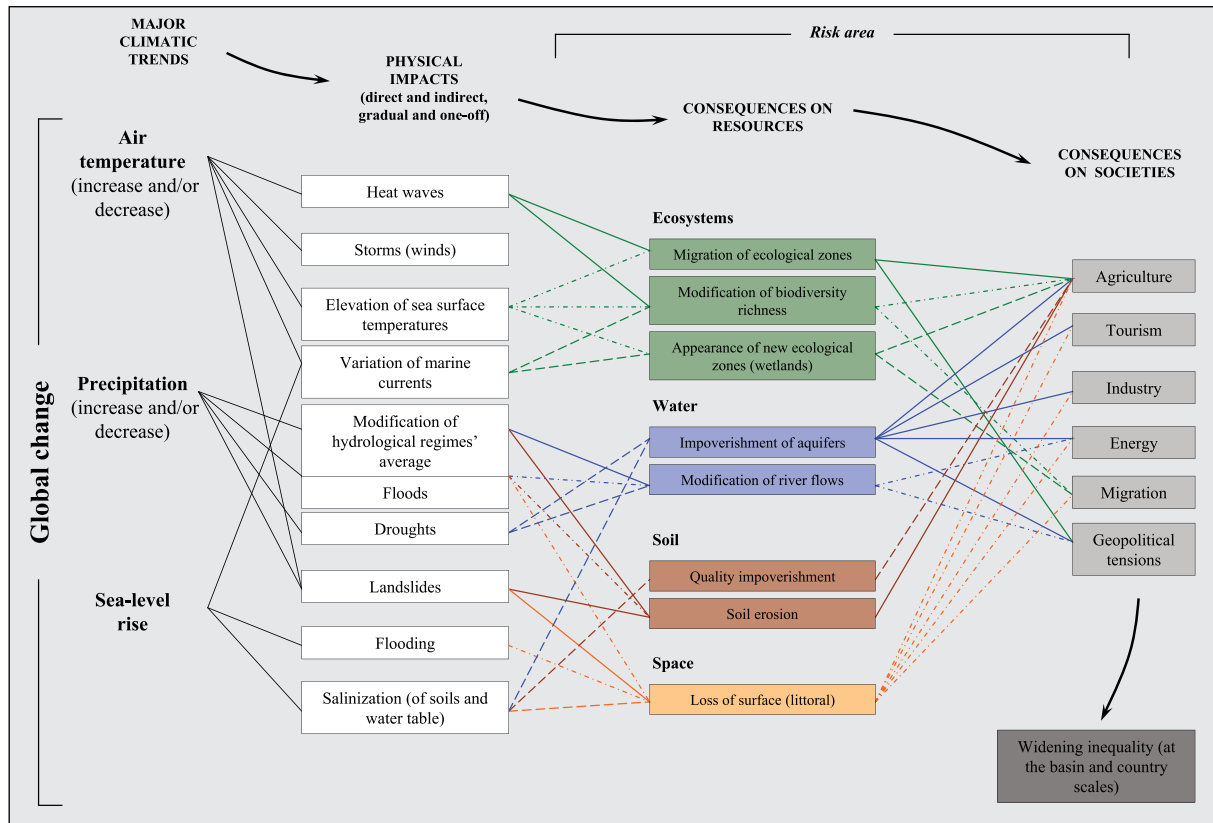 MAJOR
CLIMATIC
TRENDS
PHYSICAL
IMPACTS
(direct and indirect,
gradual and one-off)
Risk area
CONSEQUENCES ON
RESOURCES
CONSEQUENCES
ON SOCIETIES
Global change
Air
temperature
(increase and/or
decrease)
Precipitation
(increase and/or
decrease)
Sea-level
rise
Heat waves
Storms (winds)
Elevation of sea surface
temperatures
Variation of marine
currents
Modification of
hydrological regimes’
average
Floods
Droughts
Landslides
Flooding
Salinization (of soils and
water table)
Ecosystems
Migration of ecological zones
Modification of biodiversity
richness
Appearance of new ecological
zones (wetlands)
Water
Impoverishment of aquifers
Modification of river flows
Soil
Quality impoverishment
Soil erosion
Space
Loss of surface (littoral)
Agriculture
Tourism
Industry
Energy
Migration
Geopolitical
tensions
Widening inequality (at
the basin and country
scales)